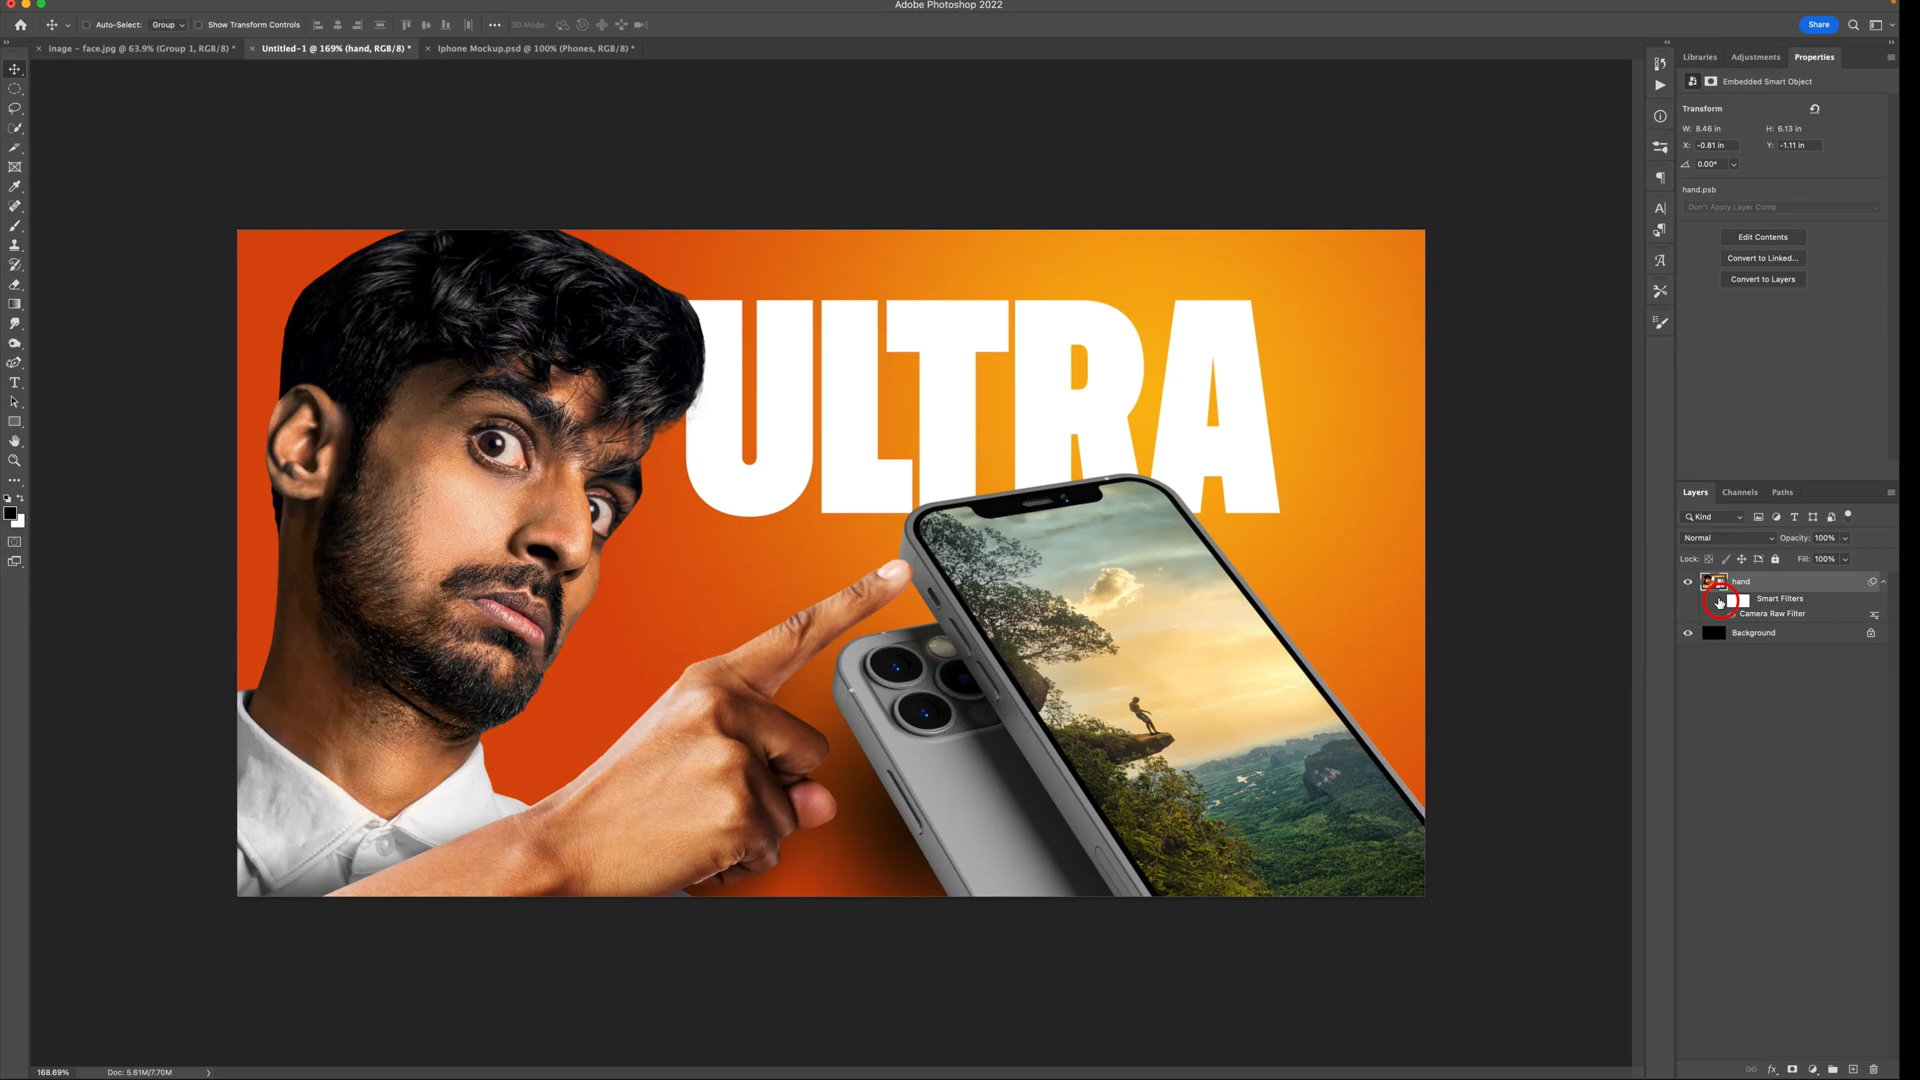 Adobe Photoshop 2022
Auto-Select: Group Show Transform Controls 3D Mode: Share
image - face.jpg @ 63.9% (Group 1, RGB/8) * Untitled-1 @ 169% (hand, RGB/8) * Iphone Mockup.psd @ 100% (Phones, RGB/8) *
Libraries Adjustments Properties
Embedded Smart Object
Transform
W: 8.46 in H: 6.13 in
X: -0.81 in Y: -1.11 in
0.00°
hand.psb
Don't Apply Layer Comp
Edit Contents
Convert to Linked...
Convert to Layers
ULTRA
Layers Channels Paths
Kind
Normal Opacity: 100%
Lock: Fill: 100%
hand
Smart Filters
Camera Raw Filter
Background
168.69% Doc: 5.61M/7.70M